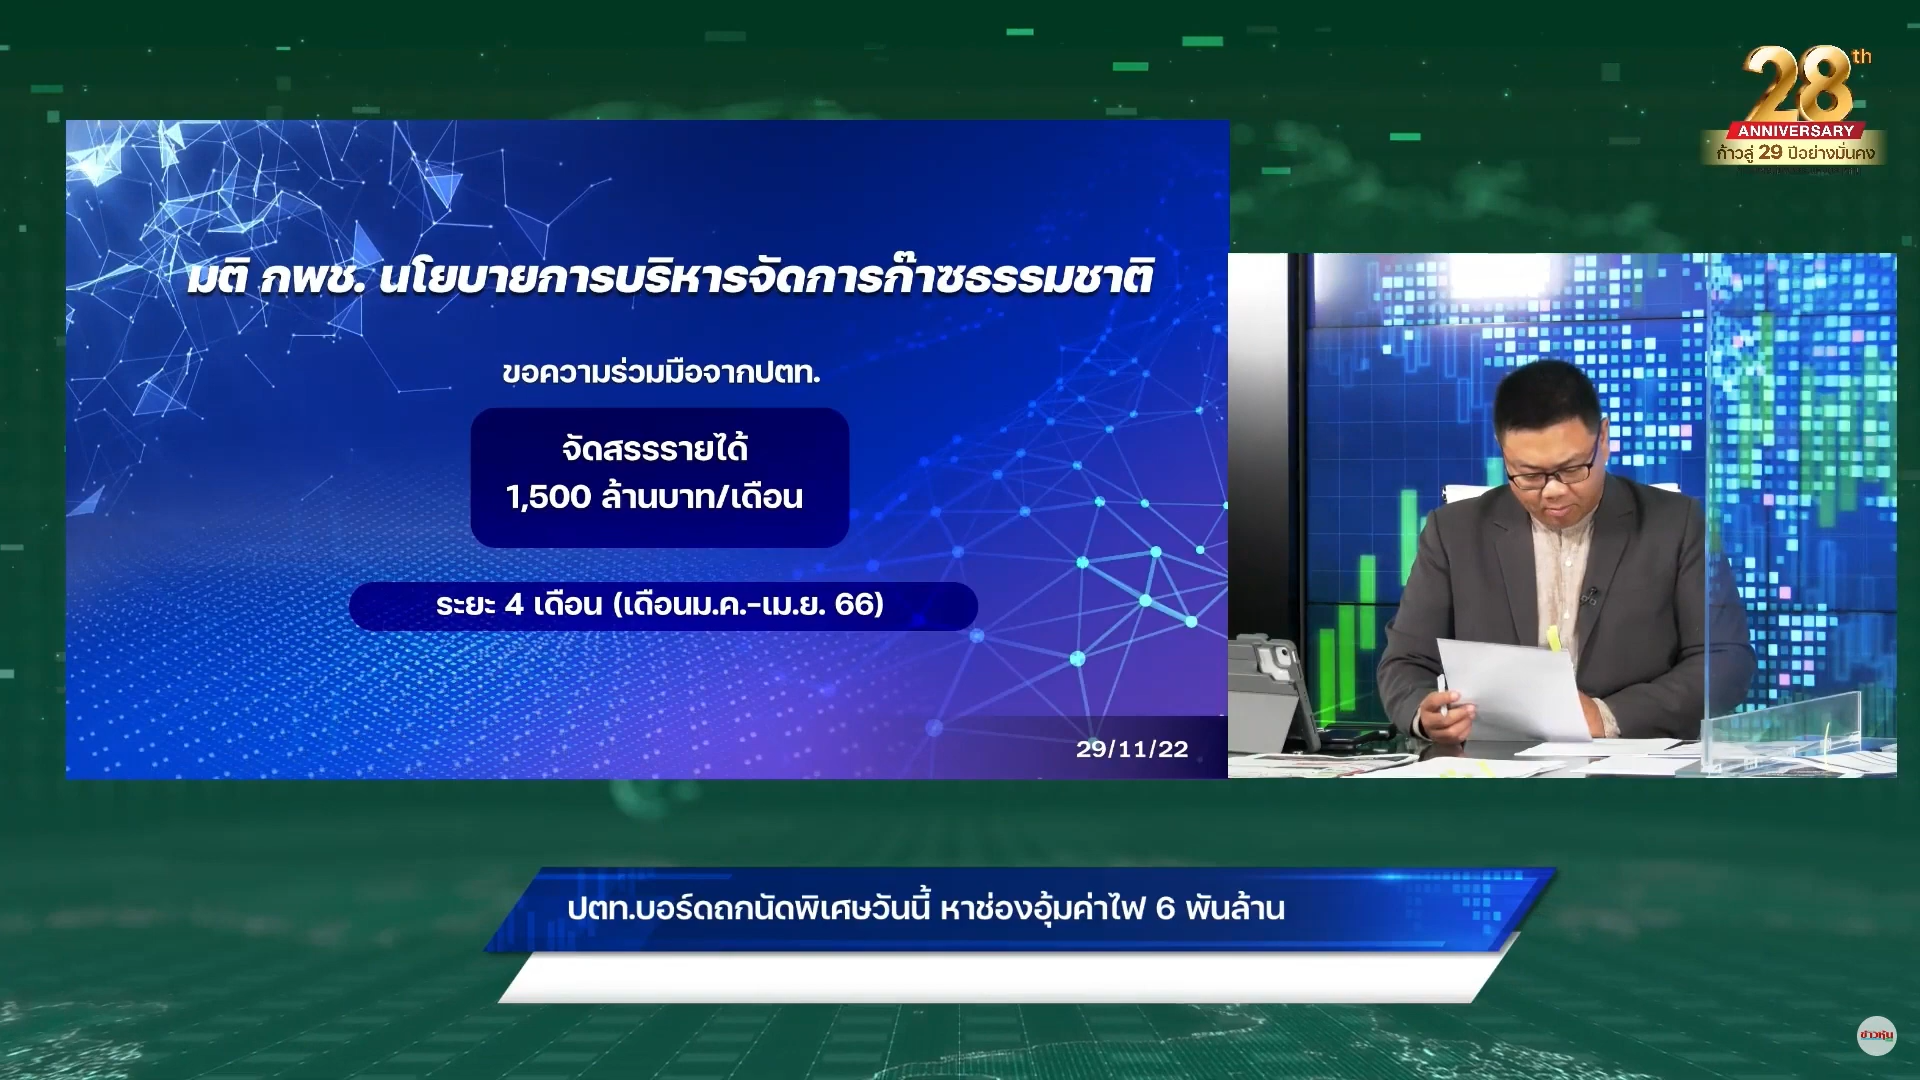 28th
ANNIVERSARY
ก้าวสู่ 29 ปีอย่างมั่นคง
มติ กพช. นโยบายการบริหารจัดการก๊าซธรรมชาติ
ขอความร่วมมือจากปตท.
จัดสรรรายได้
1,500 ล้านบาท/เดือน
ระยะ 4 เดือน (เดือนม.ค.-เม.ย. 66)
29/11/22
ปตท.บอร์ดถกนัดพิเศษวันนี้ หาช่องอุ้มค่าไฟ 6 พันล้าน
ข่าวหุ้น